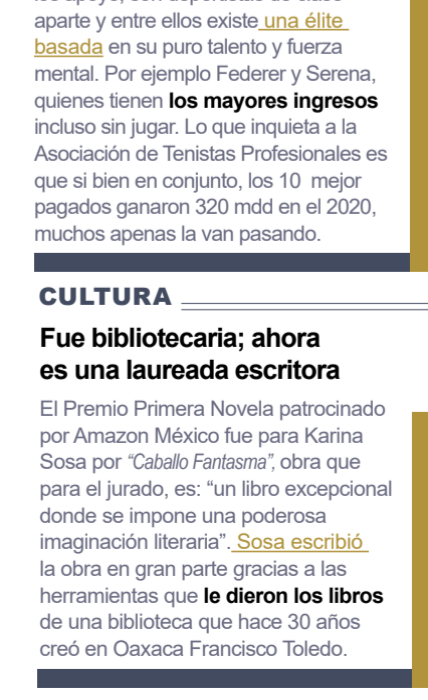 los apoyo, son deportistas de clase
aparte y entre ellos existe una élite
basada en su puro talento y fuerza
mental. Por ejemplo Federer y Serena,
quienes tienen los mayores ingresos
incluso sin jugar. Lo que inquieta a la
Asociación de Tenistas Profesionales es
que si bien en conjunto, los 10 mejor
pagados ganaron 320 mdd en el 2020,
muchos apenas la van pasando.
CULTURA
Fue bibliotecaria; ahora
es una laureada escritora
El Premio Primera Novela patrocinado
por Amazon México fue para Karina
Sosa por “Caballo Fantasma”, obra que
para el jurado, es: “un libro excepcional
donde se impone una poderosa
imaginación literaria”. Sosa escribió
la obra en gran parte gracias a las
herramientas que le dieron los libros
de una biblioteca que hace 30 años
creó en Oaxaca Francisco Toledo.